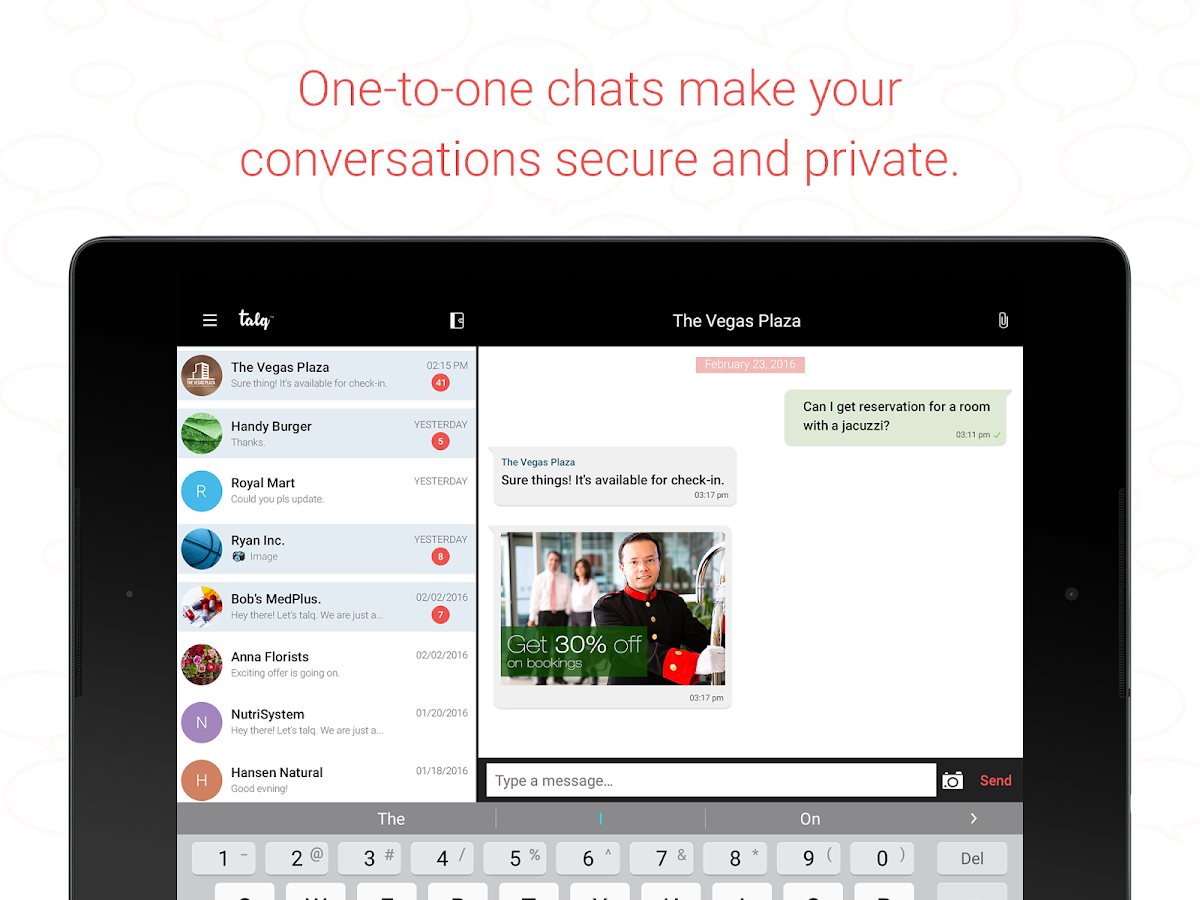 One-to-one chats make your
conversations secure and private.
talq™
The Vegas Plaza
THE VEGAS PLAZA
The Vegas Plaza
02:15 PM
Sure thing! It's available for check-in.
41
Handy Burger
YESTERDAY
Thanks.
5
R
Royal Mart
YESTERDAY
Could you pls update.
Ryan Inc.
YESTERDAY
Image
8
Bob's MedPlus.
02/02/2016
Hey there! Let's talq. We are just a...
7
Anna Florists
02/02/2016
Exciting offer is going on.
N
NutriSystem
01/20/2016
Hey there! Let's talq. We are just a...
H
Hansen Natural
01/18/2016
Good evning!
February 23, 2016
Can I get reservation for a room
with a jacuzzi?
03:11 pm ✓
The Vegas Plaza
Sure things! It's available for check-in.
03:17 pm
Get 30% off
on bookings
03:17 pm
Type a message...
Send
The I On >
1 – 2 @ 3 # 4 / 5 % 6 ^ 7 & 8 * 9 ( 0 ) Del